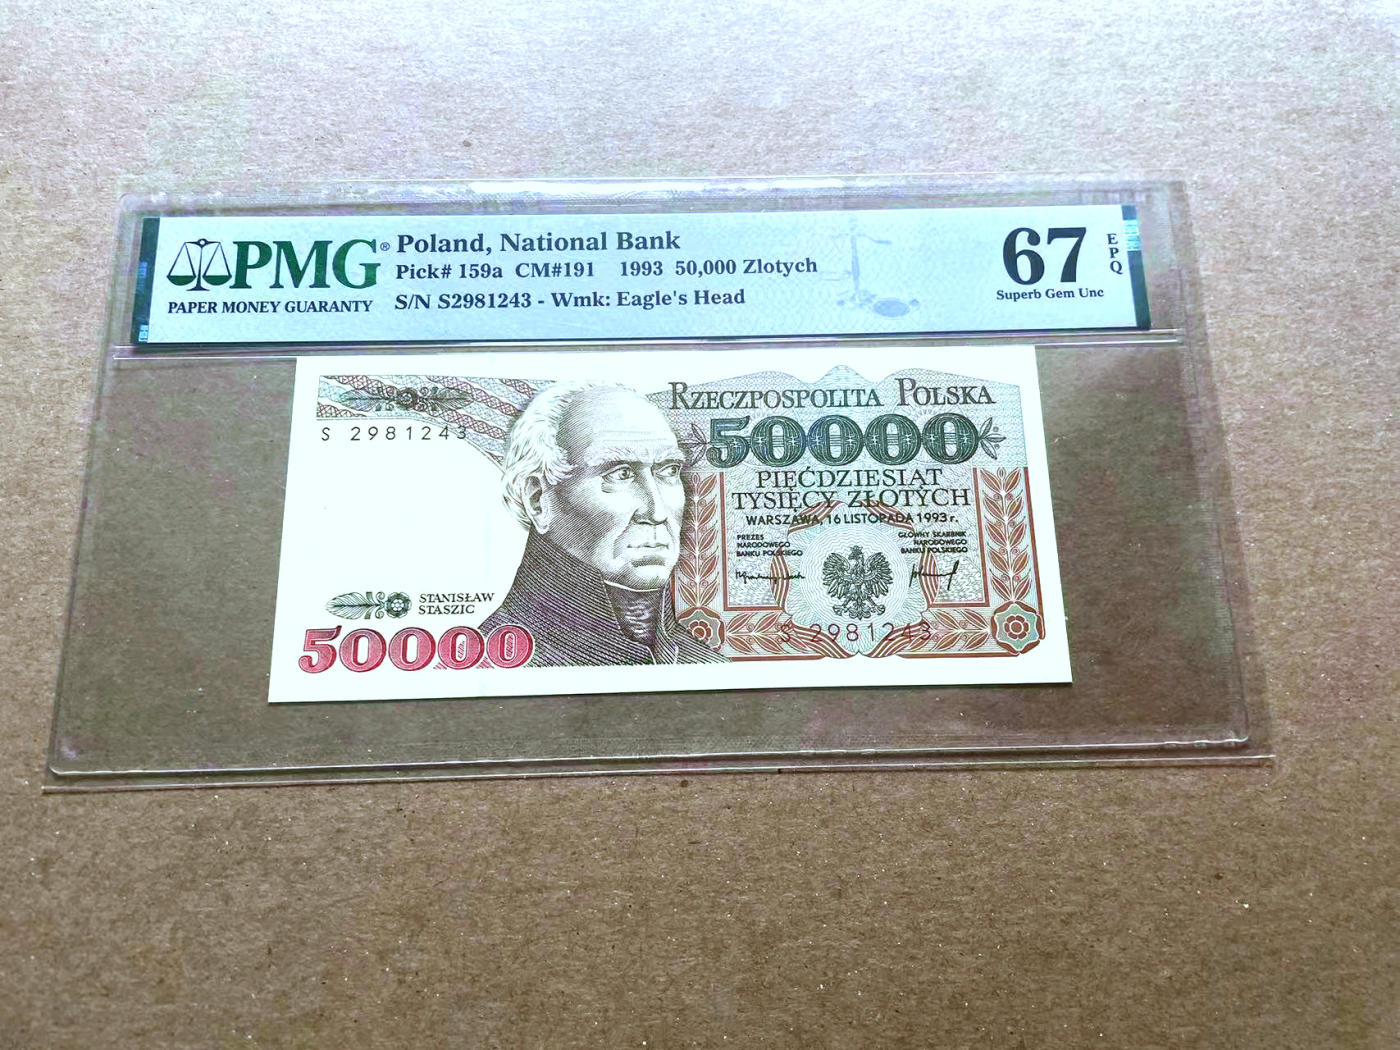 PMG® Poland, National Bank
PAPER MONEY GUARANTY
Pick# 159a CM#191 1993 50,000 Zlotych
S/N S2981243 - Wmk: Eagle's Head
67 EPQ
Superb Gem Unc
RZECZPOSPOLITA POLSKA
50000
S 2981243
PIĘĆDZIESIĄT
TYSIĘCY ZŁOTYCH
WARSZAWA, 16 LISTOPADA 1993 r.
PREZES
NARODOWEGO
BANKU POLSKIEGO
GŁÓWNY SKARBNIK
NARODOWEGO
BANKU POLSKIEGO
STANISŁAW
STASZIC
50000
S 2981243